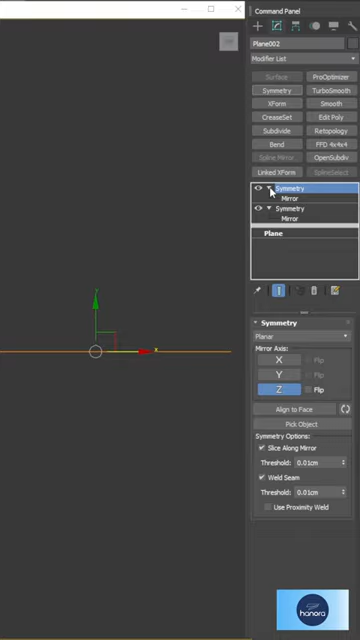 Command Panel
Plane002
Modifier List
Surface
ProOptimizer
Symmetry
TurboSmooth
XForm
Smooth
CreaseSet
Edit Poly
Subdivide
Retopology
Bend
FFD 4x4x4
Spline Mirror
OpenSubdiv
Linked XForm
SplineSelect
Symmetry
Mirror
Symmetry
Mirror
Plane
y
x
Symmetry
Planar
Mirror Axis:
X
Flip
Y
Flip
Z
Flip
Align to Face
Pick Object
Symmetry Options:
Slice Along Mirror
Threshold: 0.01cm
Weld Seam
Threshold: 0.01cm
Use Proximity Weld
hanora